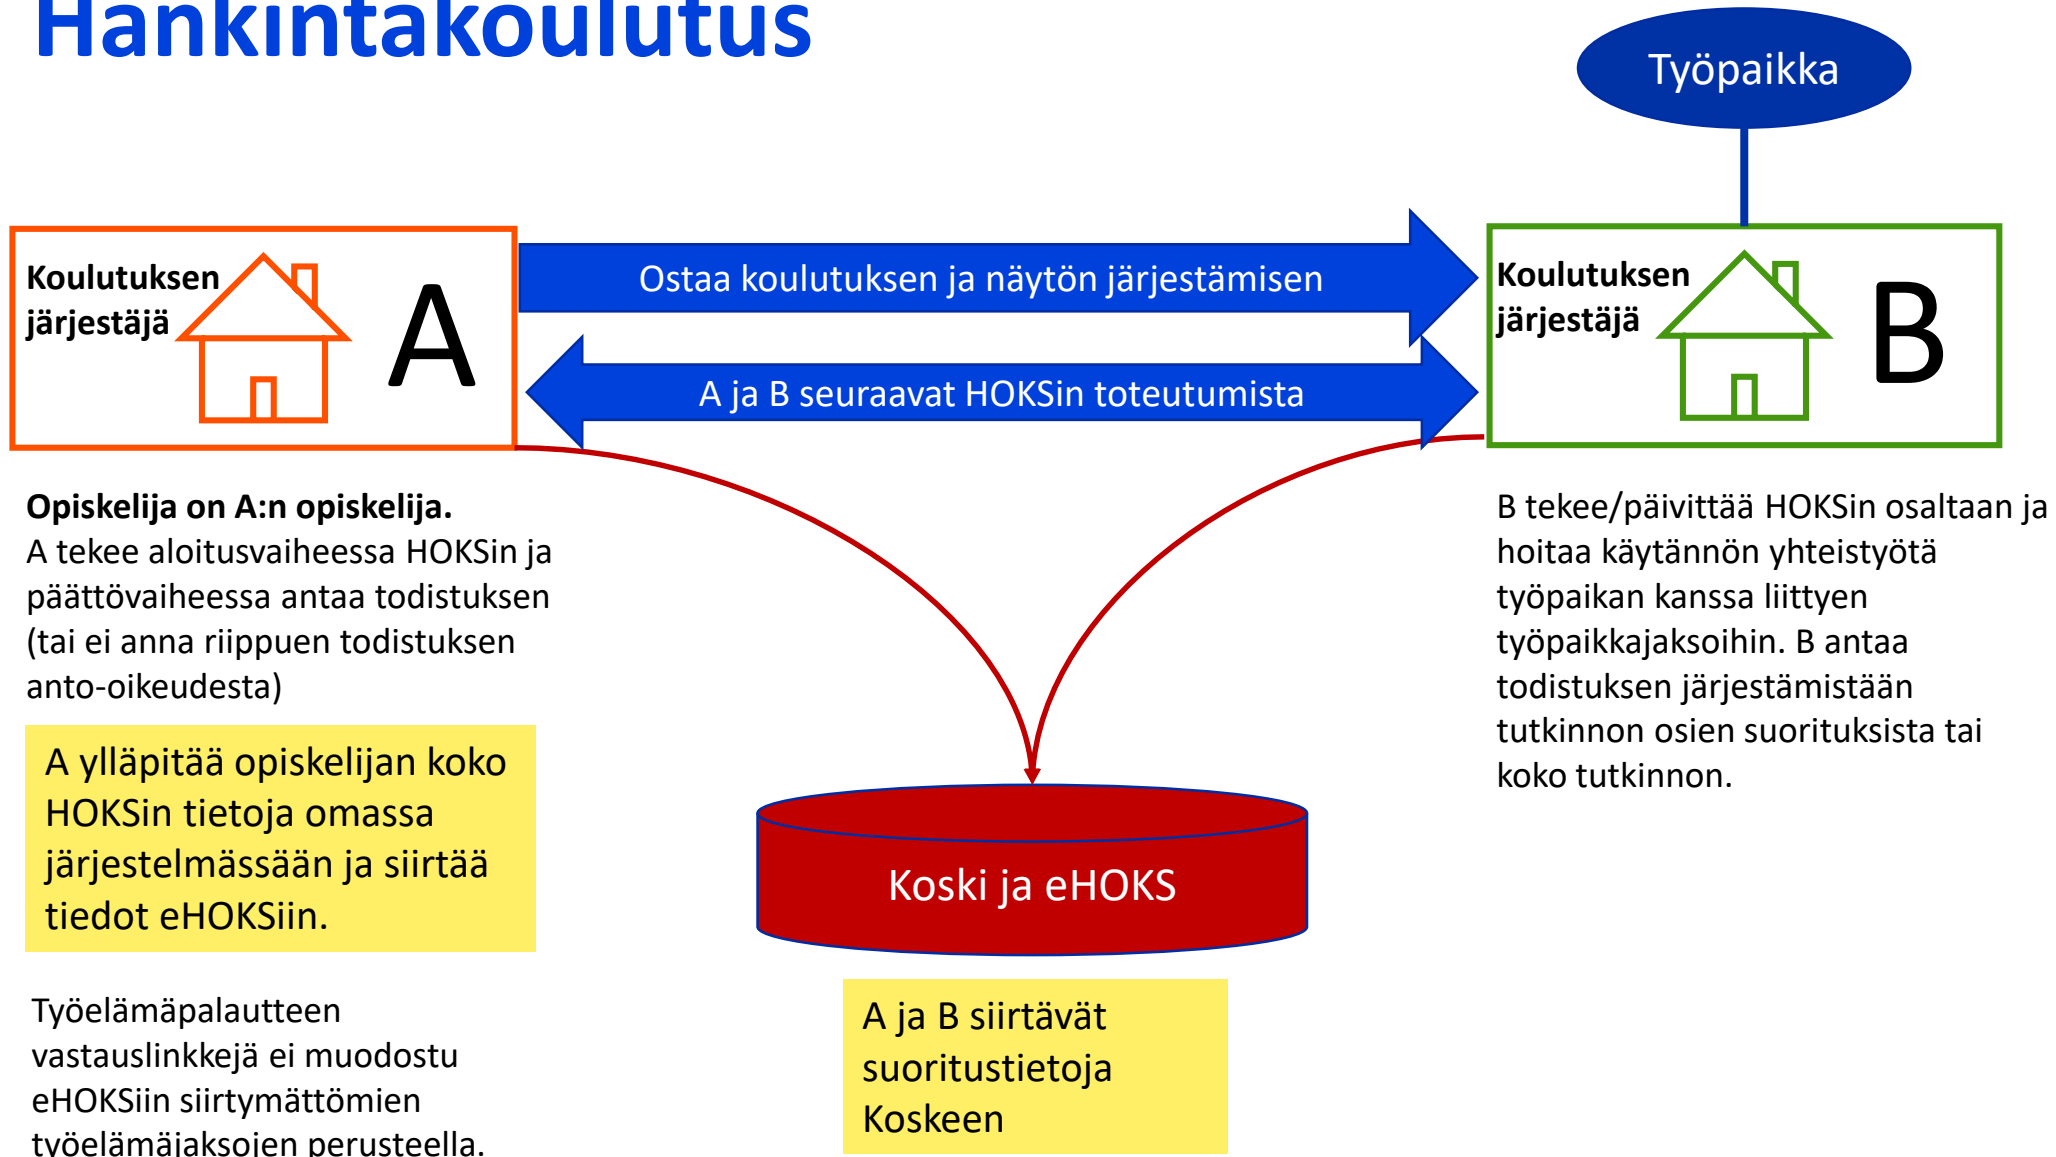 Hankintakoulutus
Työpaikka
Koulutuksen
järjestäjä
A
Ostaa koulutuksen ja näytön järjestämisen
A ja B seuraavat HOKSin toteutumista
Koulutuksen
järjestäjä
B
Opiskelija on A:n opiskelija.
A tekee aloitusvaiheessa HOKSin ja
päättövaiheessa antaa todistuksen
(tai ei anna riippuen todistuksen
anto-oikeudesta)
A ylläpitää opiskelijan koko
HOKSin tietoja omassa
järjestelmässään ja siirtää
tiedot eHOKSiin.
Työelämäpalautteen
vastauslinkkejä ei muodostu
eHOKSiin siirtymättömien
työelämäjaksojen perusteella.
Koski ja eHOKS
A ja B siirtävät
suoritustietoja
Koskeen
B tekee/päivittää HOKSin osaltaan ja
hoitaa käytännön yhteistyötä
työpaikan kanssa liittyen
työpaikkajaksoihin. B antaa
todistuksen järjestämistään
tutkinnon osien suorituksista tai
koko tutkinnon.